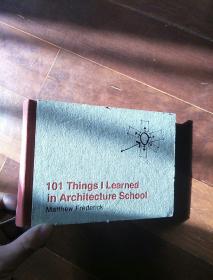 101 Things I Learned
in Architecture School
Matthew Frederick